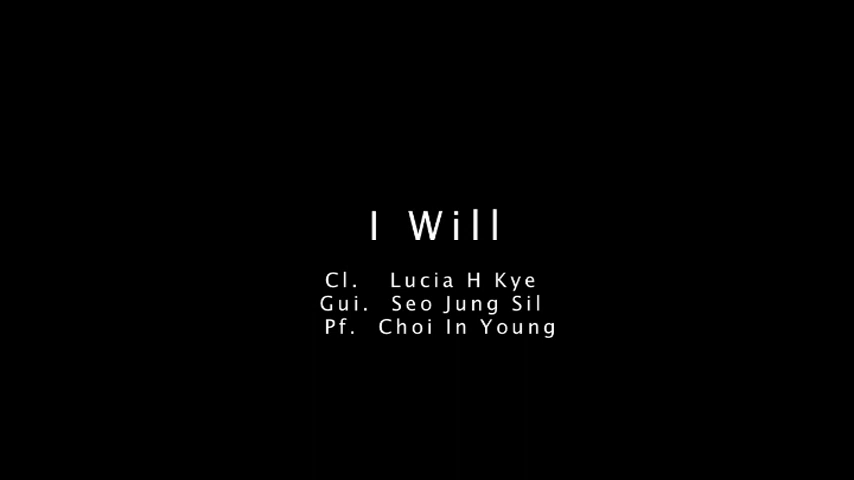 I Will
Cl. Lucia H Kye
Gui. Seo Jung Sil
Pf. Choi In Young